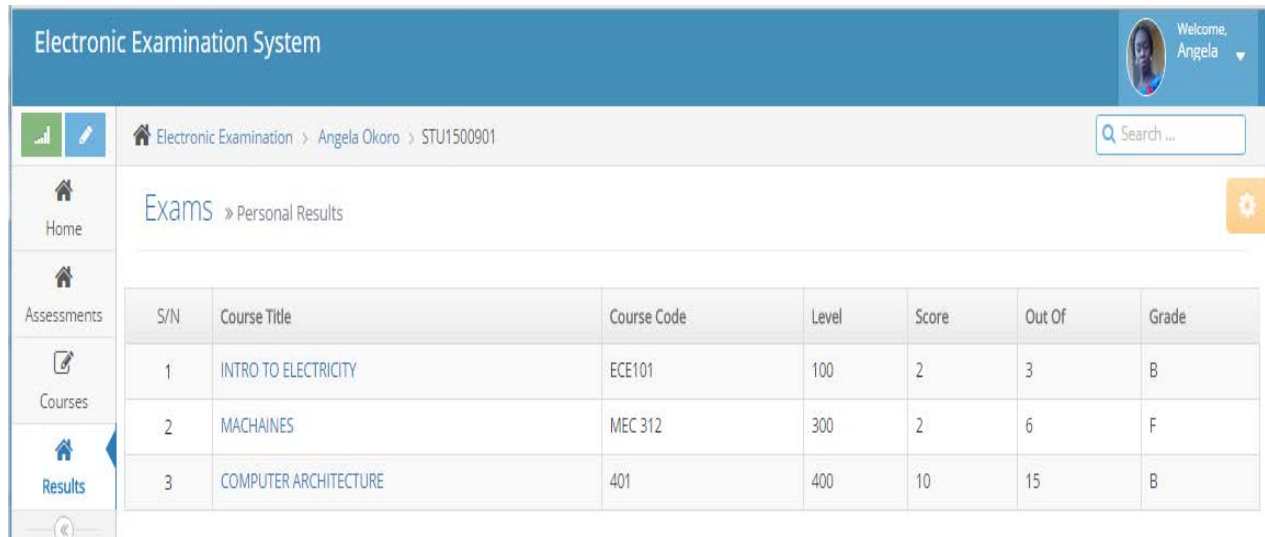 Electronic Examination System
Welcome,
Angela
Electronic Examination > Angela Okoro > STU1500901
Search ...
Home
Assessments
Courses
Results
Exams » Personal Results
S/N Course Title Course Code Level Score Out Of Grade
1 INTRO TO ELECTRICITY ECE101 100 2 3 B
2 MACHAINES MEC 312 300 2 6 F
3 COMPUTER ARCHITECTURE 401 400 10 15 B